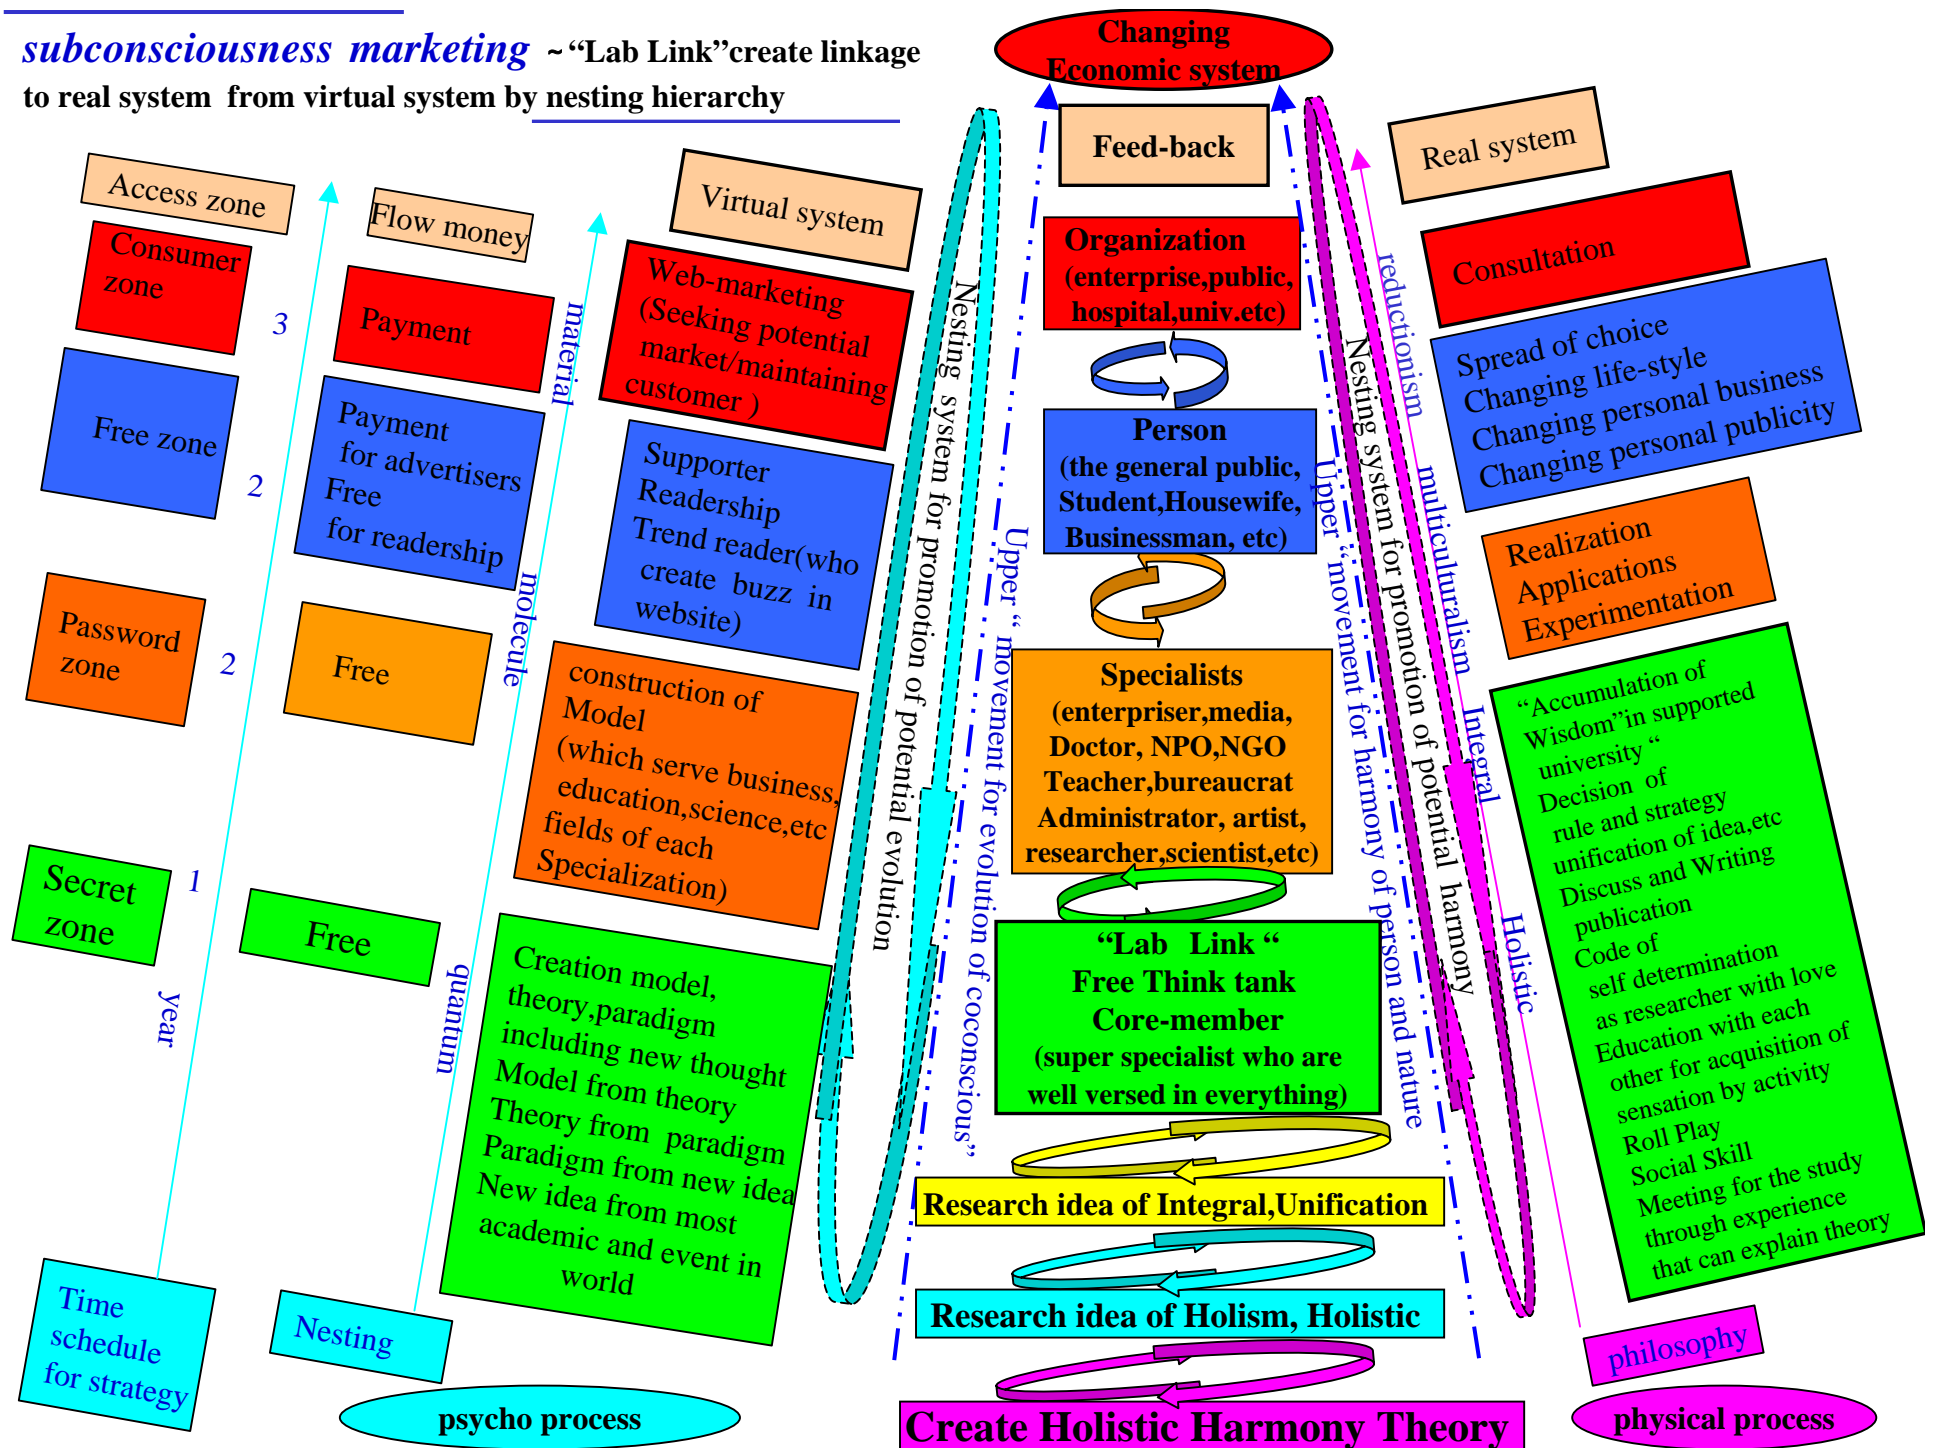 subconsciousness marketing ~“Lab Link”create linkage
to real system from virtual system by nesting hierarchy
Access zone
Consumer
zone
Free zone
Password
zone
Secret
zone
Time
schedule
for strategy
3
2
2
1
year
Flow money
Payment
Payment
for advertisers
Free
for readership
Free
Free
Nesting
material
molecule
quantum
Virtual system
Web-marketing
(Seeking potential
market/maintaining
customer )
Supporter
Readership
Trend reader(who
create buzz in
website)
construction of
Model
(which serve business,
education,science,etc
fields of each
Specialization)
Creation model,
theory,paradigm
including new thought
Model from theory
Theory from paradigm
Paradigm from new idea
New idea from most
academic and event in
world
psycho process
Nesting system for promotion of potential evolution
Upper “ movement for evolution of coconscious”
Changing
Economic system
Feed-back
Organization
(enterprise,public,
hospital,univ.etc)
Person
(the general public,
Student,Housewife,
Businessman, etc)
Specialists
(enterpriser,media,
Doctor, NPO,NGO
Teacher,bureaucrat
Administrator, artist,
researcher,scientist,etc)
“Lab Link “
Free Think tank
Core-member
(super specialist who are
well versed in everything)
Research idea of Integral,Unification
Research idea of Holism, Holistic
Create Holistic Harmony Theory
Upper “movement for harmony of person and nature
Nesting system for promotion of potential harmony
reductionism
multiculturalism
Integral
Holistic
Real system
Consultation
Spread of choice
Changing life-style
Changing personal business
Changing personal publicity
Realization
Applications
Experimentation
“Accumulation of
Wisdom”in supported
university “
Decision of
rule and strategy
unification of idea,etc
Discuss and Writing
publication
Code of
self determination
as researcher with love
Education with each
other for acquisition of
sensation by activity
Roll Play
Social Skill
Meeting for the study
through experience
that can explain theory
philosophy
physical process